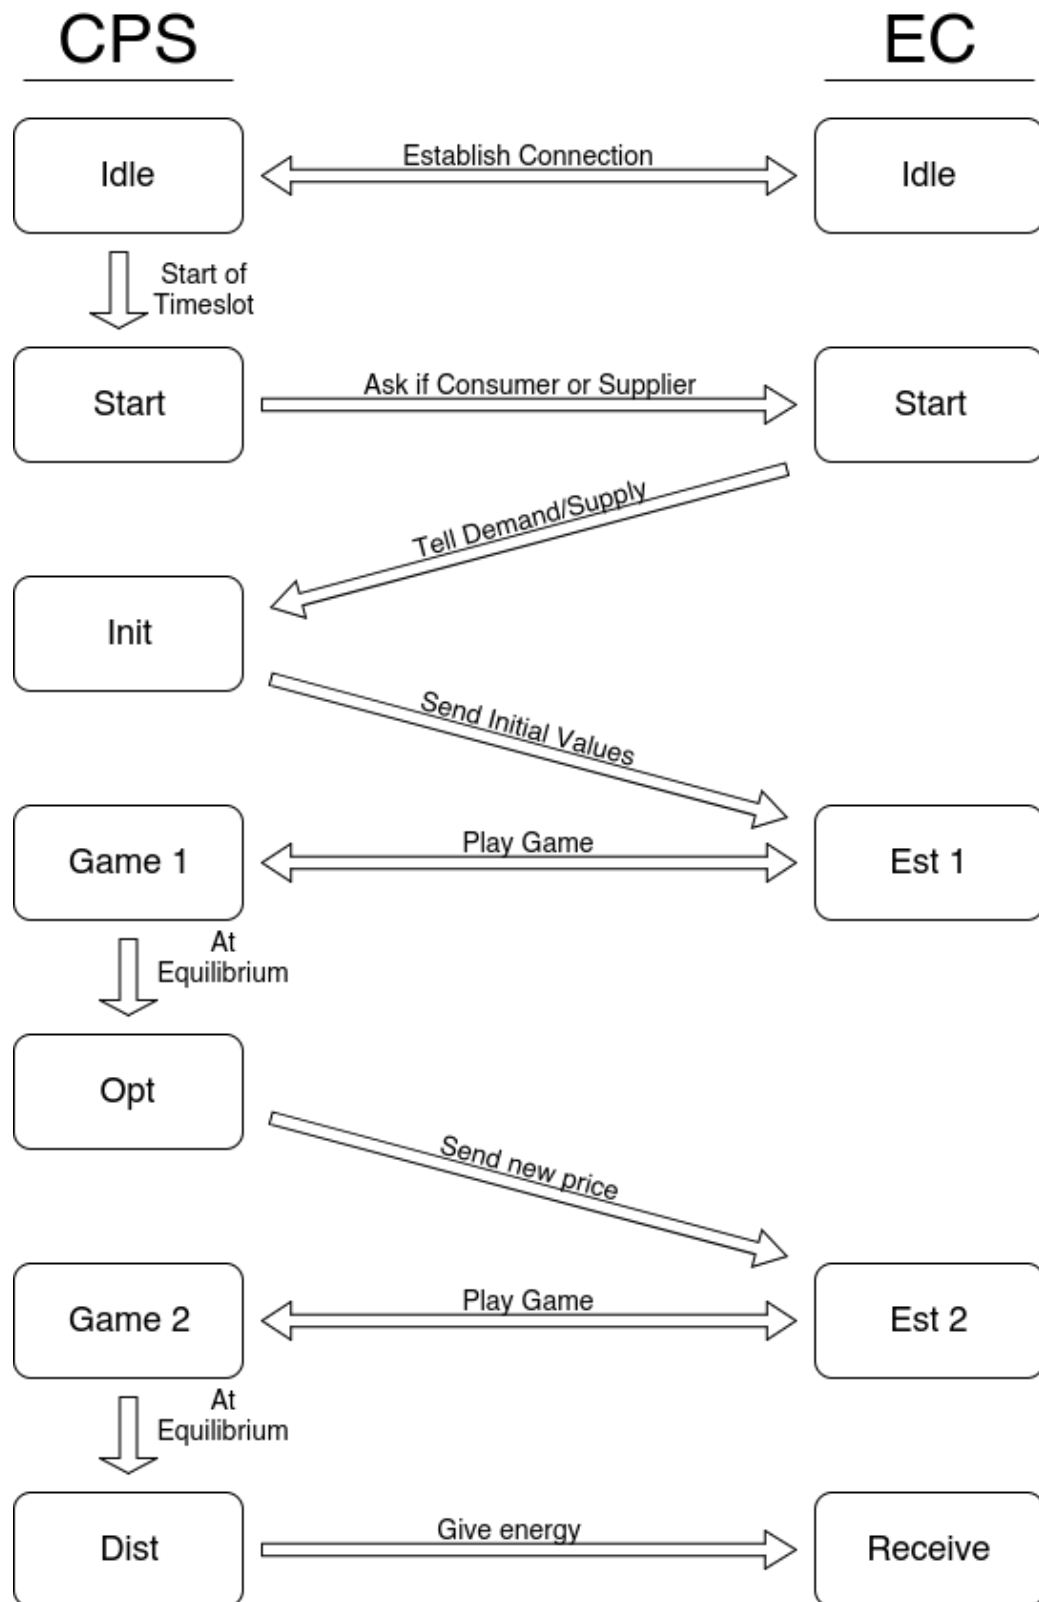 CPS
EC
Idle
Establish Connection
Idle
Start of
Timeslot
Start
Ask if Consumer or Supplier
Start
Tell Demand/Supply
Init
Send Initial Values
Game 1
Play Game
Est 1
At
Equilibrium
Opt
Send new price
Game 2
Play Game
Est 2
At
Equilibrium
Dist
Give energy
Receive